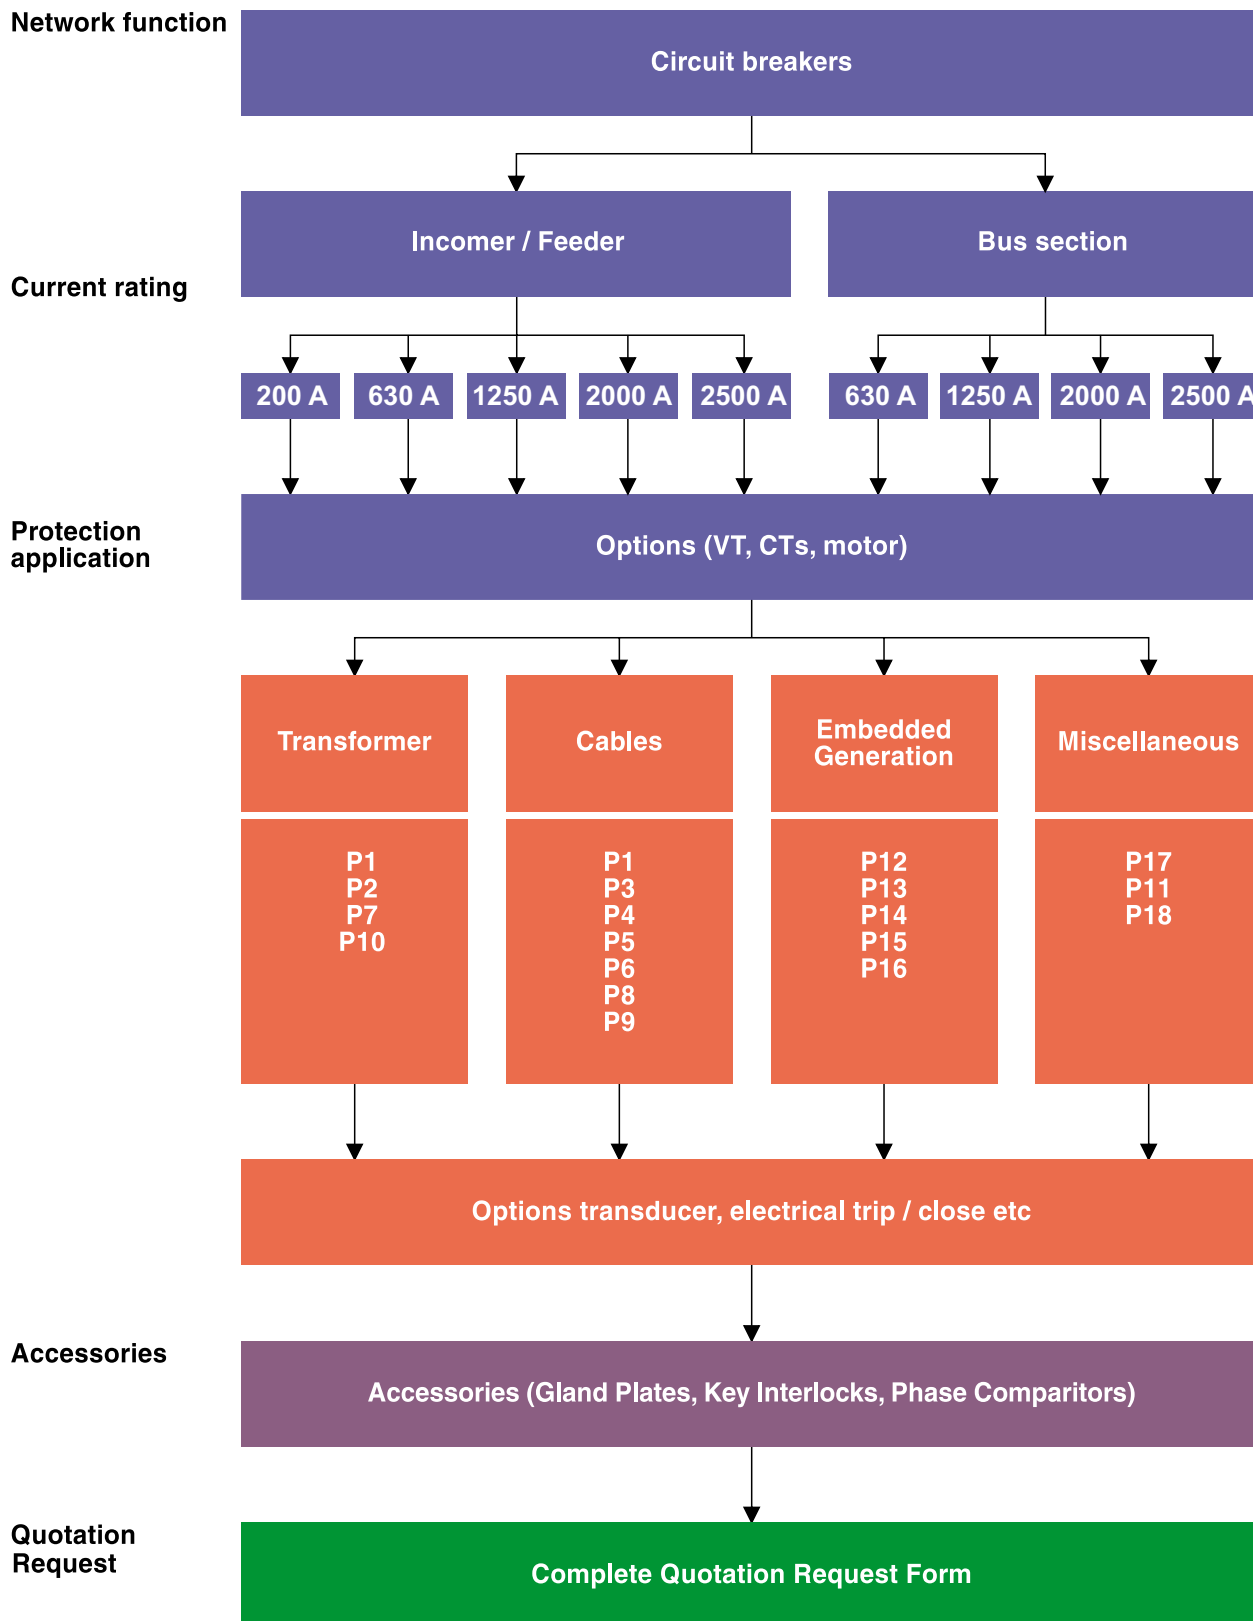 Network function
Circuit breakers
Incomer / Feeder
Bus section
Current rating
200 A
630 A
1250 A
2000 A
2500 A
630 A
1250 A
2000 A
2500 A
Protection
application
Options (VT, CTs, motor)
Transformer
Cables
Embedded
Generation
Miscellaneous
P1
P2
P7
P10
P1
P3
P4
P5
P6
P8
P9
P12
P13
P14
P15
P16
P17
P11
P18
Options transducer, electrical trip / close etc
Accessories
Accessories (Gland Plates, Key Interlocks, Phase Comparitors)
Quotation
Request
Complete Quotation Request Form